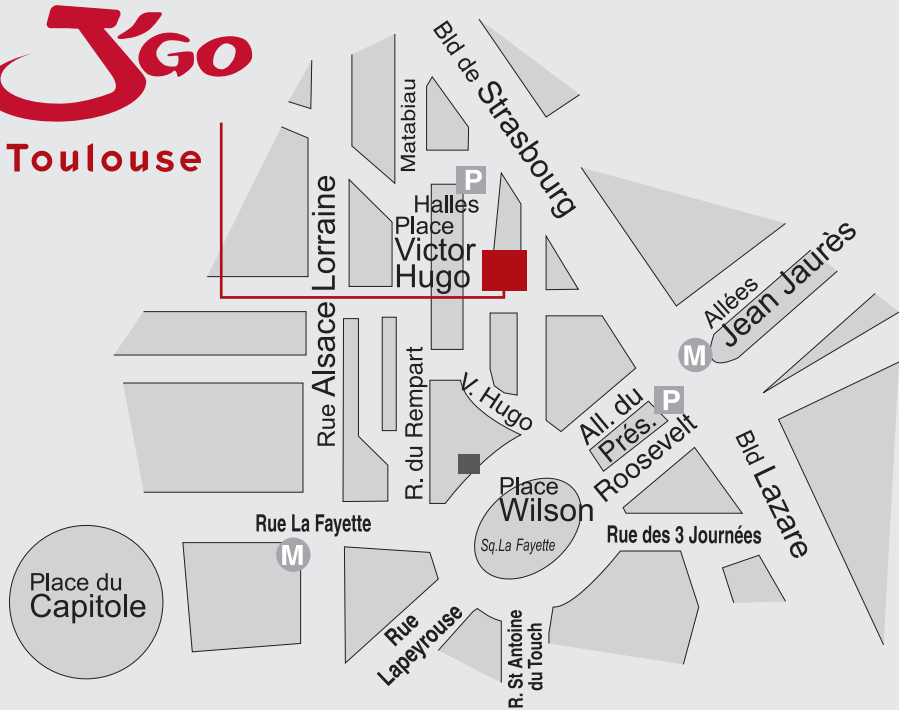 J'GO
Toulouse
Bld de Strasbourg
Matabiau
P
Halles
Place
Victor
Hugo
Rue Alsace Lorraine
Allées
Jean Jaurès
M
R. du Rempart
V. Hugo
All. du
Prés.
Roosevelt
P
Bld Lazare
Place
Wilson
Sq.La Fayette
Rue La Fayette
M
Rue des 3 Journées
Place du
Capitole
Rue
Lapeyrouse
R. St Antoine
du Touch